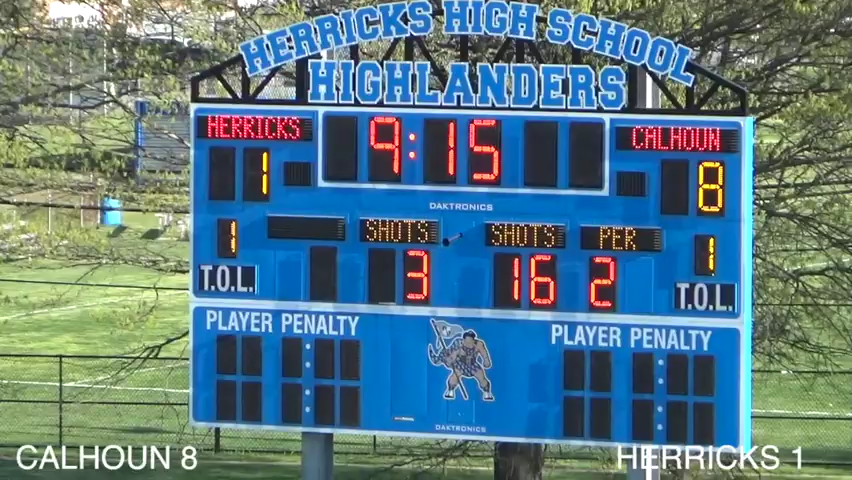 HERRICKS HIGH SCHOOL
HIGHLANDERS
HERRICKS 9:15 CALHOUN
1 8
DAKTRONICS
1 SHOTS SHOTS PER 1
T.O.L. 3 16 2 T.O.L.
PLAYER PENALTY PLAYER PENALTY
DAKTRONICS
CALHOUN 8 HERRICKS 1